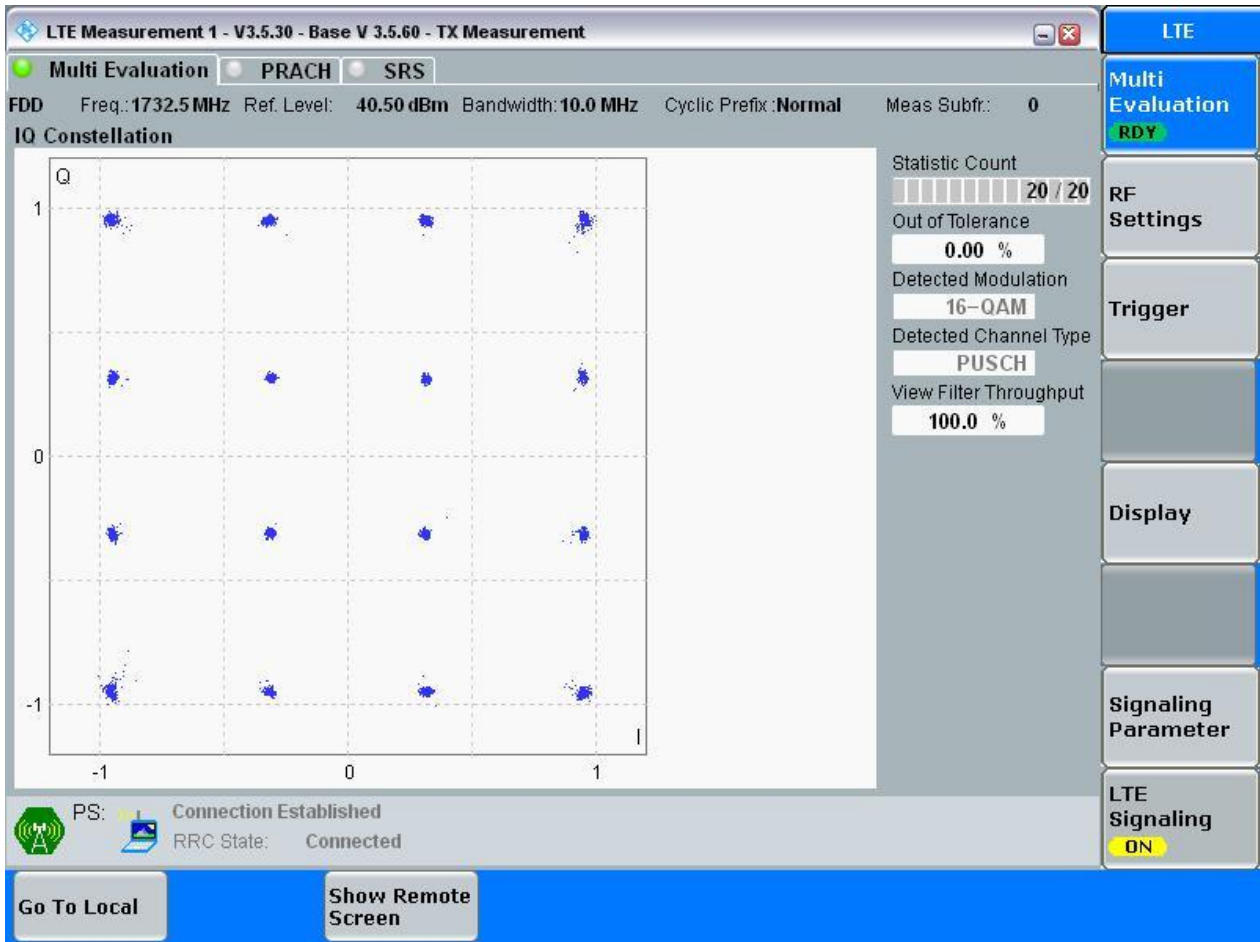 LTE Measurement 1 - V3.5.30 - Base V 3.5.60 - TX Measurement
LTE
Multi Evaluation PRACH SRS
FDD Freq.: 1732.5 MHz Ref. Level: 40.50 dBm Bandwidth: 10.0 MHz Cyclic Prefix : Normal Meas Subfr.: 0
IQ Constellation
Q
1
0
-1
-1 0 1
I
Statistic Count
20 / 20
Out of Tolerance
0.00 %
Detected Modulation
16-QAM
Detected Channel Type
PUSCH
View Filter Throughput
100.0 %
Multi
Evaluation
RDY
RF
Settings
Trigger
Display
Signaling
Parameter
LTE
Signaling
ON
PS: Connection Established
RRC State: Connected
Go To Local
Show Remote
Screen